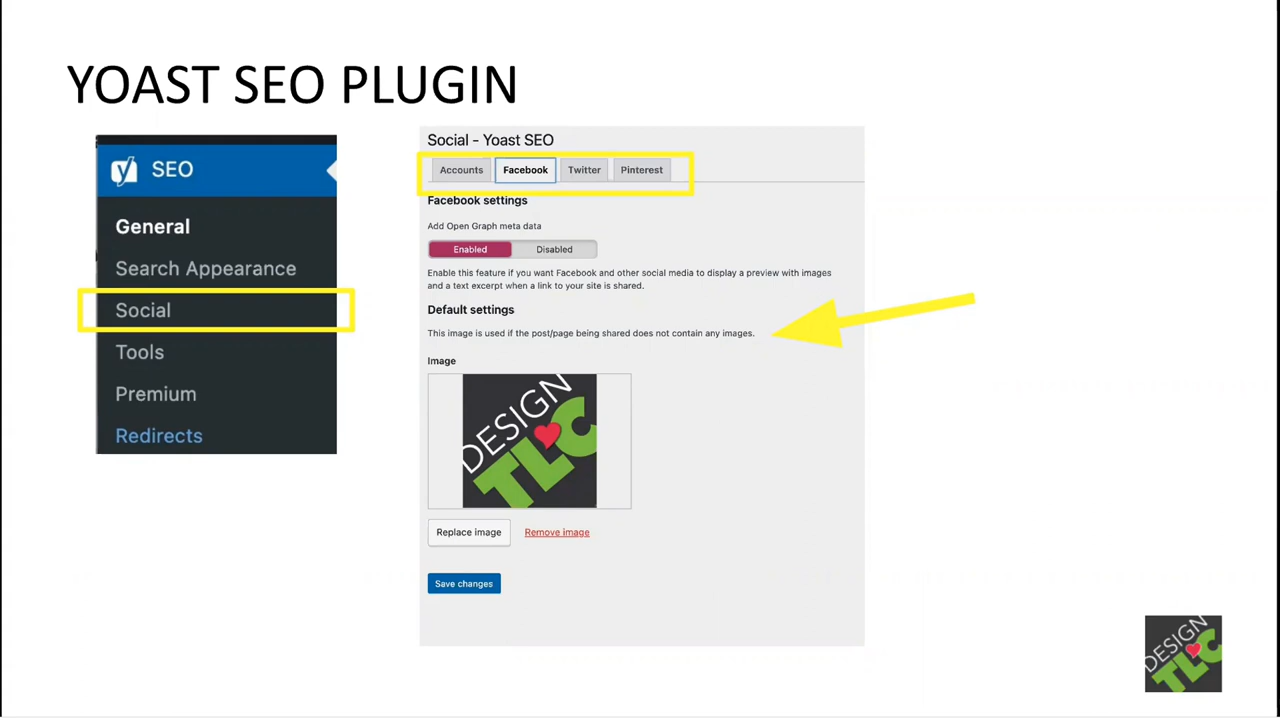 YOAST SEO PLUGIN
SEO
General
Search Appearance
Social
Tools
Premium
Redirects
Social - Yoast SEO
Accounts Facebook Twitter Pinterest
Facebook settings
Add Open Graph meta data
Enabled Disabled
Enable this feature if you want Facebook and other social media to display a preview with images
and a text excerpt when a link to your site is shared.
Default settings
This image is used if the post/page being shared does not contain any images.
Image
DESIGN
TLC
Replace image Remove image
Save changes
DESIGN
TLC